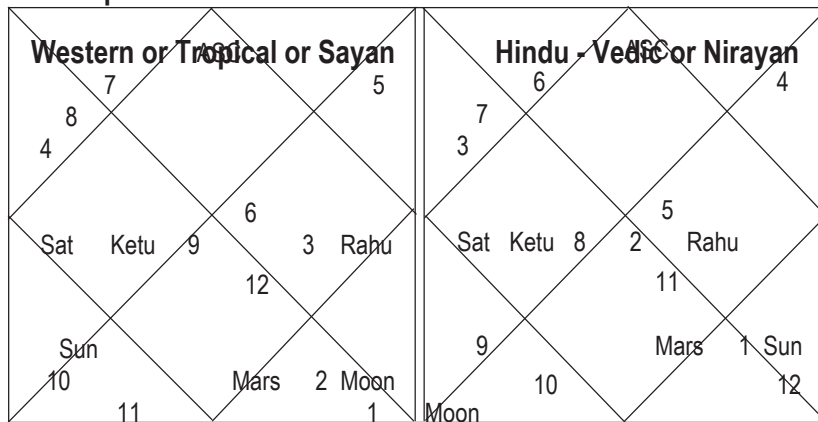 Western or Tropical or Sayan
Hindu - Vedic or Nirayan
ASC
7
5
8
4
6
Sat Ketu 9 3 Rahu
12
Sun
10
Mars 2 Moon
11
1
ASC
6
4
7
3
5
Sat Ketu 8 2 Rahu
11
9
Mars 1 Sun
10
12
Moon